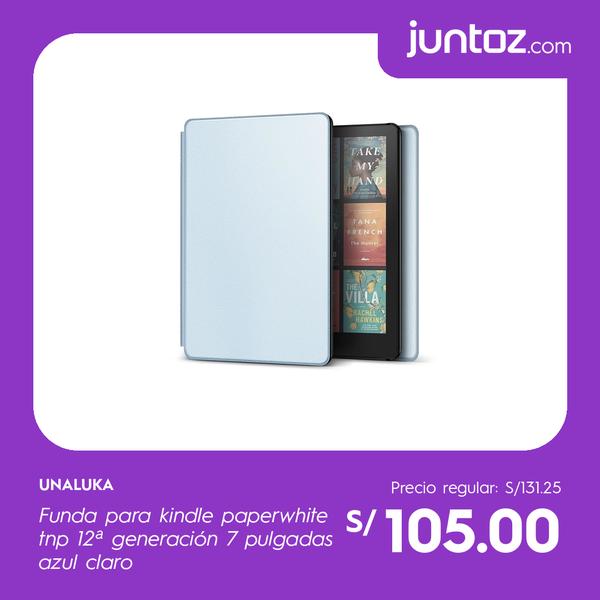 juntoz.com
TAKE
MY
HAND
TANA
FRENCH
The Hunter
THE
VILLA
RACHEL
HAWKINS
UNALUKA
Funda para kindle paperwhite
tnp 12ª generación 7 pulgadas
azul claro
Precio regular: S/131.25
S/ 105.00